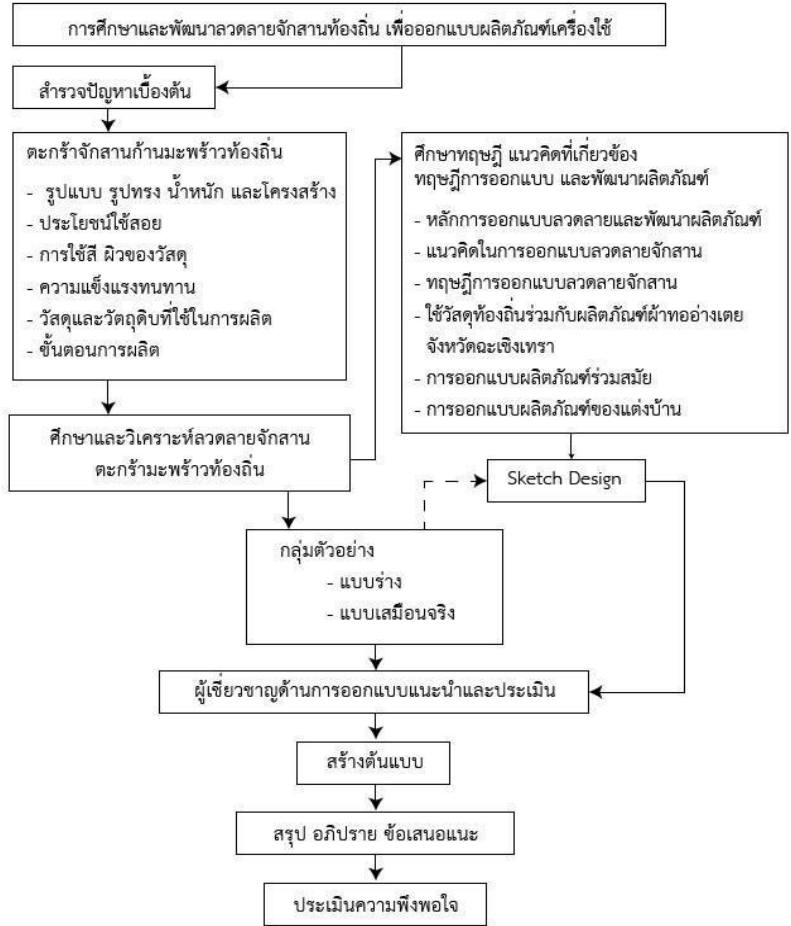 การศึกษาและพัฒนาลวดลายจักสานท้องถิ่น เพื่อออกแบบผลิตภัณฑ์เครื่องใช้
สำรวจปัญหาเบื้องต้น
ตะกร้าจักสานก้านมะพร้าวท้องถิ่น
- รูปแบบ รูปทรง น้ำหนัก และโครงสร้าง
- ประโยชน์ใช้สอย
- การใช้สี ผิวของวัสดุ
- ความแข็งแรงทนทาน
- วัสดุและวัตถุดิบที่ใช้ในการผลิต
- ขั้นตอนการผลิต
ศึกษาทฤษฎี แนวคิดที่เกี่ยวข้อง
ทฤษฎีการออกแบบ และพัฒนาผลิตภัณฑ์
- หลักการออกแบบลวดลายและพัฒนาผลิตภัณฑ์
- แนวคิดในการออกแบบลวดลายจักสาน
- ทฤษฎีการออกแบบลวดลายจักสาน
- ใช้วัสดุท้องถิ่นร่วมกับผลิตภัณฑ์ผ้าทออ่างเตย
จังหวัดฉะเชิงเทรา
- การออกแบบผลิตภัณฑ์ร่วมสมัย
- การออกแบบผลิตภัณฑ์ของแต่งบ้าน
ศึกษาและวิเคราะห์ลวดลายจักสาน
ตะกร้ามะพร้าวท้องถิ่น
Sketch Design
กลุ่มตัวอย่าง
- แบบร่าง
- แบบเสมือนจริง
ผู้เชี่ยวชาญด้านการออกแบบแนะนำและประเมิน
สร้างต้นแบบ
สรุป อภิปราย ข้อเสนอแนะ
ประเมินความพึงพอใจ